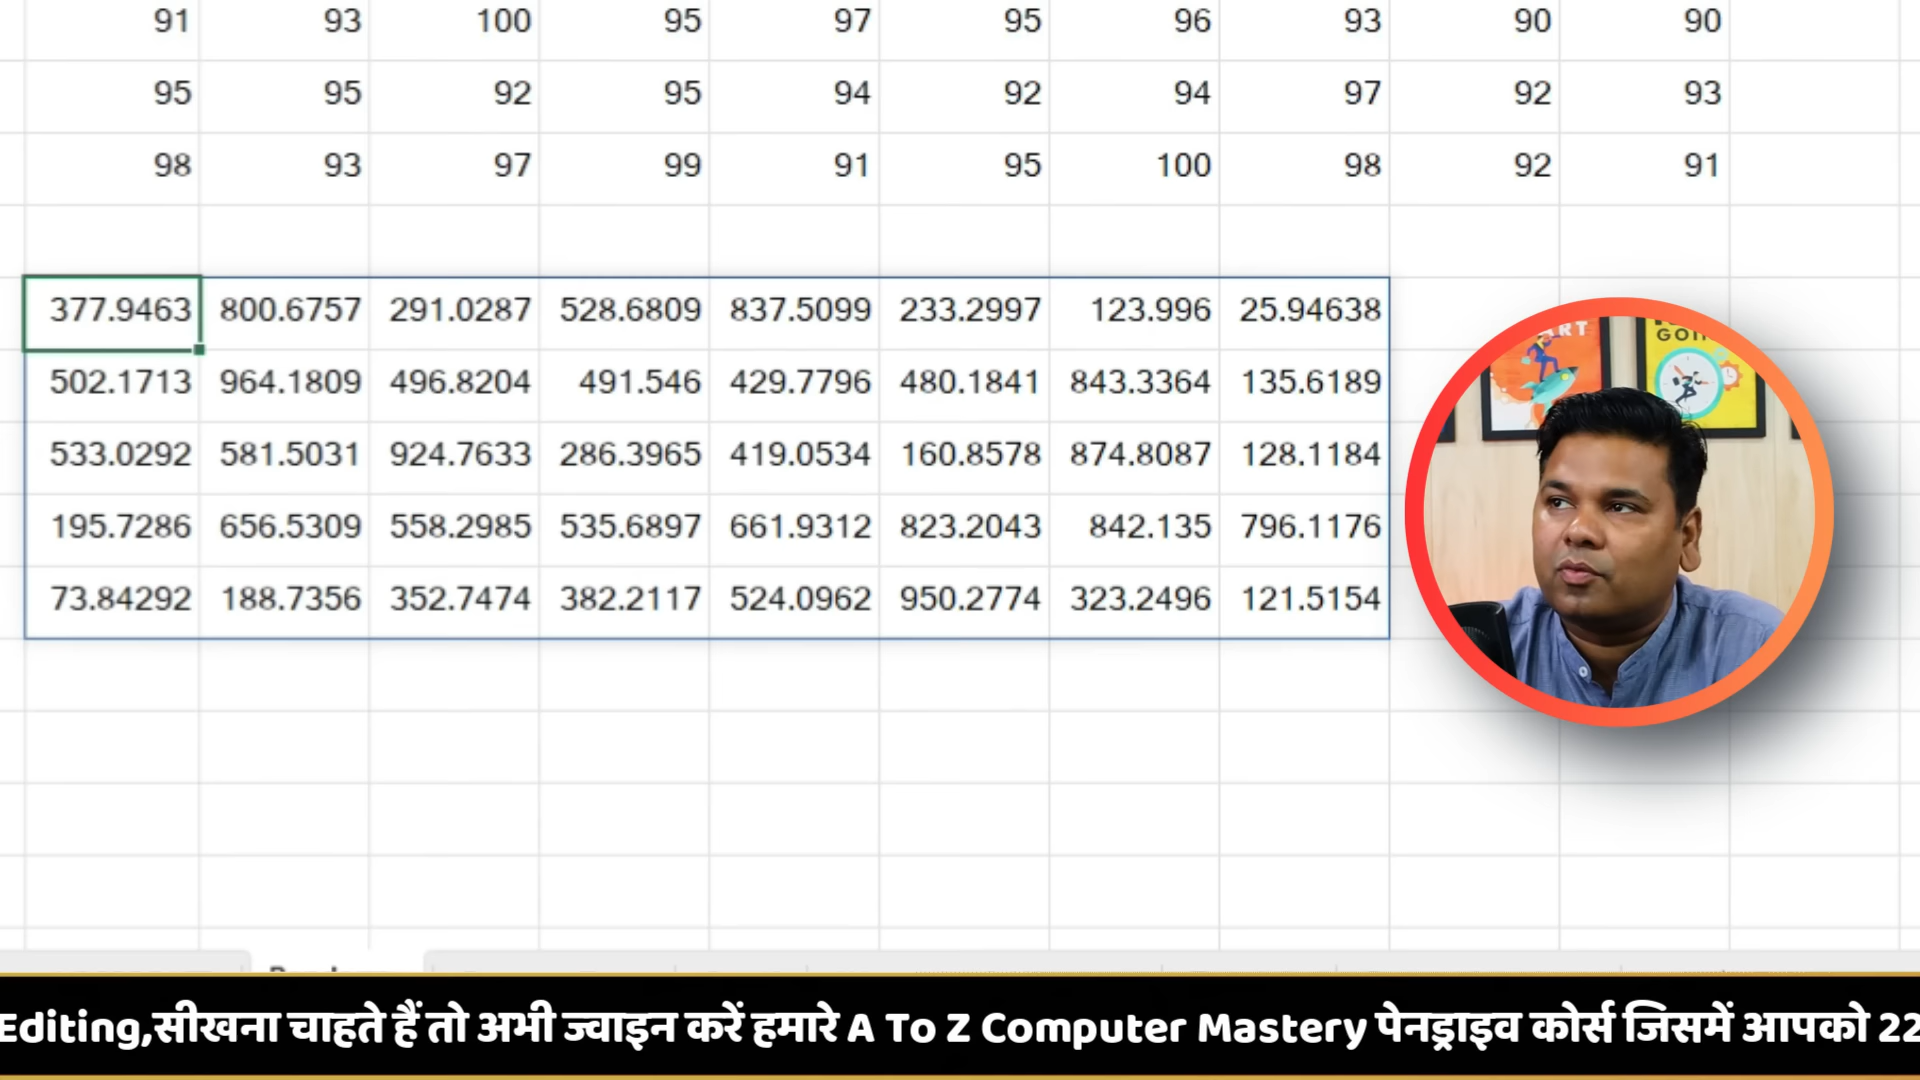 91 93 100 95 97 95 96 93 90 90
95 95 92 95 94 92 94 97 92 93
98 93 97 99 91 95 100 98 92 91
377.9463 800.6757 291.0287 528.6809 837.5099 233.2997 123.996 25.94638
502.1713 964.1809 496.8204 491.546 429.7796 480.1841 843.3364 135.6189
533.0292 581.5031 924.7633 286.3965 419.0534 160.8578 874.8087 128.1184
195.7286 656.5309 558.2985 535.6897 661.9312 823.2043 842.135 796.1176
73.84292 188.7356 352.7474 382.2117 524.0962 950.2774 323.2496 121.5154
Editing,सीखना चाहते हैं तो अभी ज्वाइन करें हमारे A To Z Computer Mastery पेनड्राइव कोर्स जिसमें आपको 22